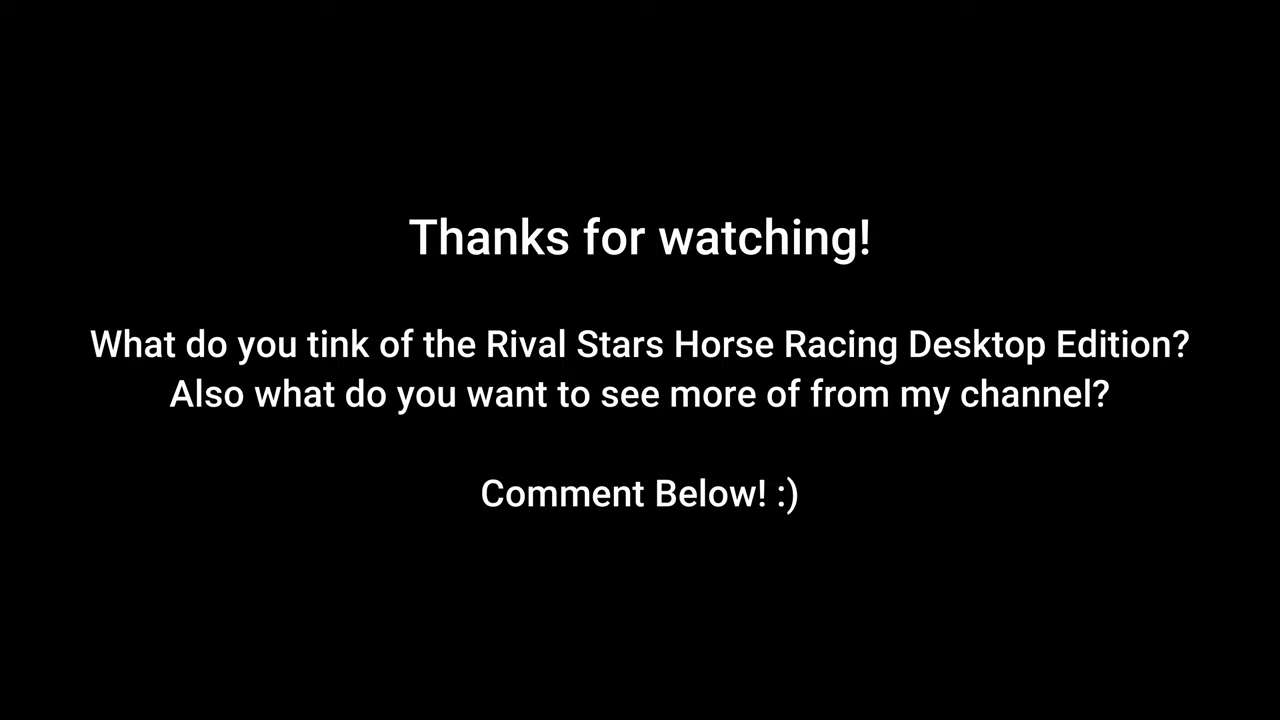 Thanks for watching!
What do you tink of the Rival Stars Horse Racing Desktop Edition?
Also what do you want to see more of from my channel?
Comment Below! :)